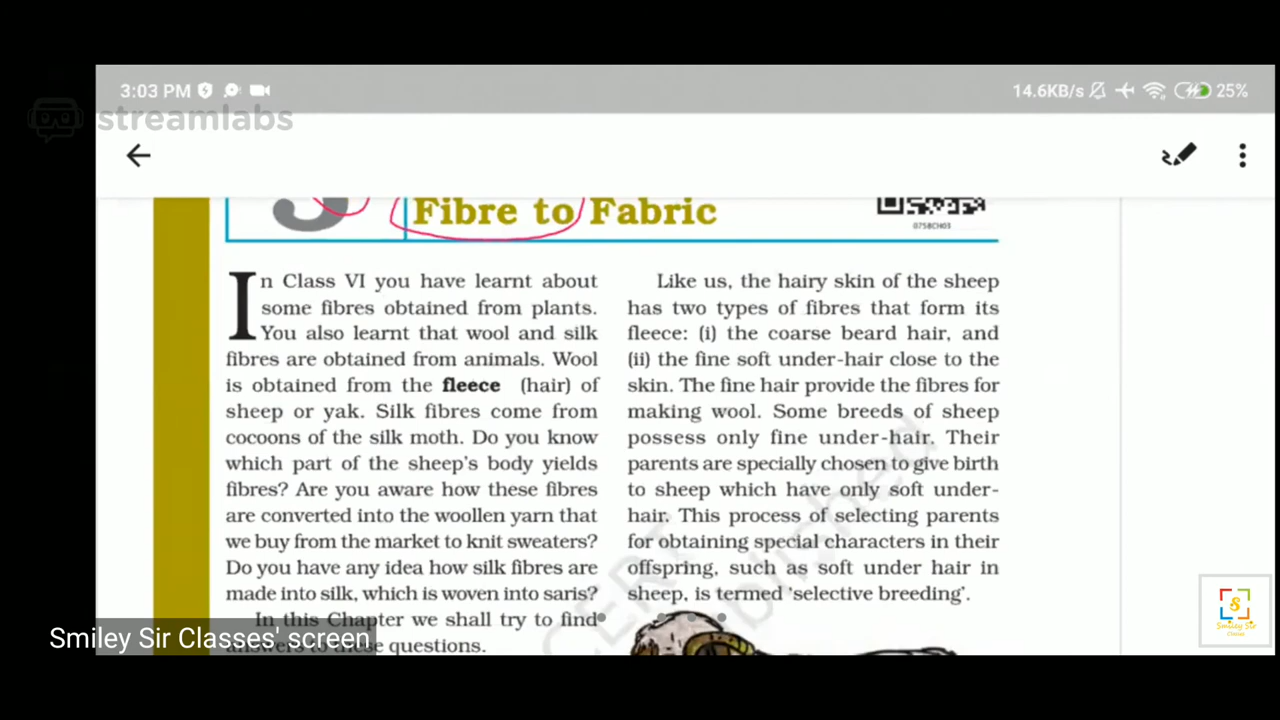 3:03 PM
14.6KB/s
25%
streamlabs
3
Fibre to Fabric
0758CH03
In Class VI you have learnt about
some fibres obtained from plants.
You also learnt that wool and silk
fibres are obtained from animals. Wool
is obtained from the fleece (hair) of
sheep or yak. Silk fibres come from
cocoons of the silk moth. Do you know
which part of the sheep's body yields
fibres? Are you aware how these fibres
are converted into the woollen yarn that
we buy from the market to knit sweaters?
Do you have any idea how silk fibres are
made into silk, which is woven into saris?
In this Chapter we shall try to find
answers to these questions.
Like us, the hairy skin of the sheep
has two types of fibres that form its
fleece: (i) the coarse beard hair, and
(ii) the fine soft under-hair close to the
skin. The fine hair provide the fibres for
making wool. Some breeds of sheep
possess only fine under-hair. Their
parents are specially chosen to give birth
to sheep which have only soft under-
hair. This process of selecting parents
for obtaining special characters in their
offspring, such as soft under hair in
sheep, is termed 'selective breeding'.
CERT
ublished
Smiley Sir Classes' screen
S
Smiley Sir
Classes